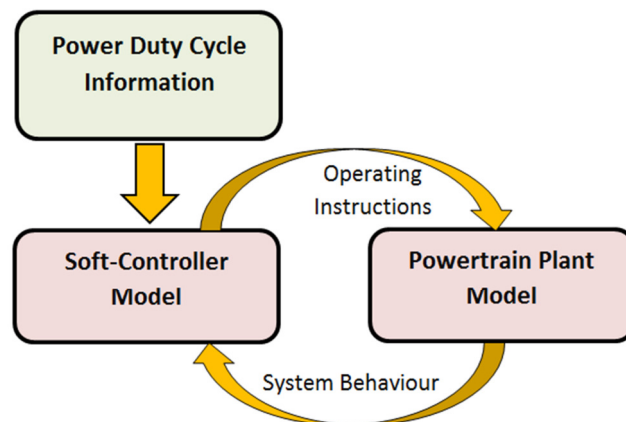 Power Duty Cycle
Information
Operating
Instructions
Soft-Controller
Model
Powertrain Plant
Model
System Behaviour